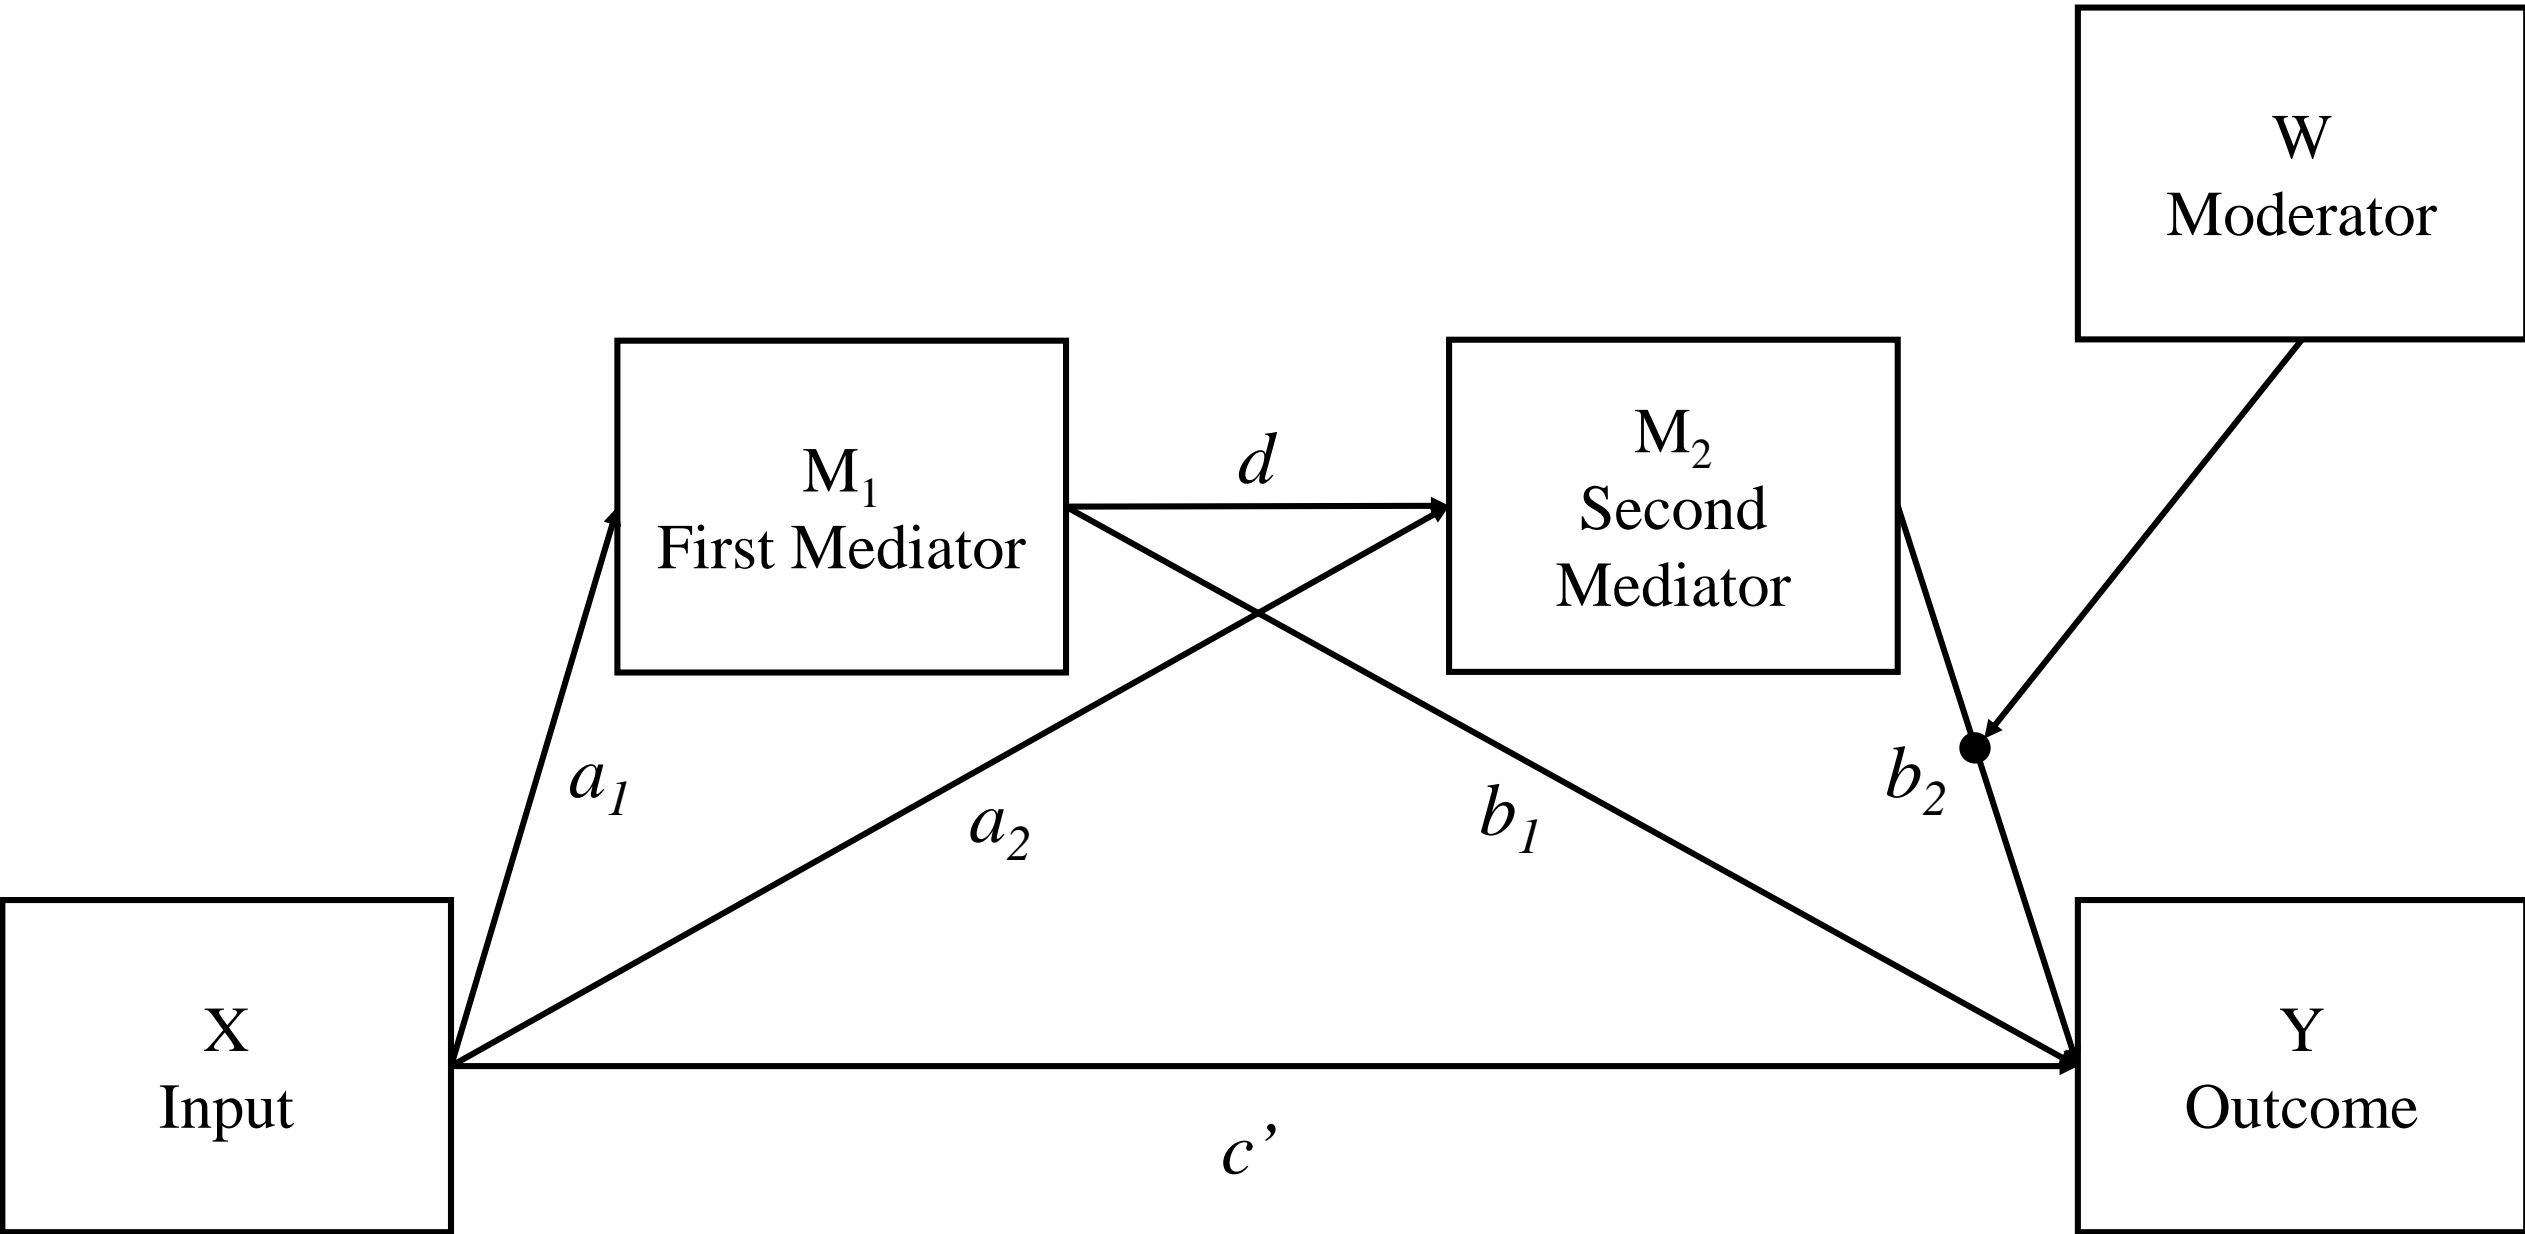 W
Moderator
M₁
First Mediator
d
M₂
Second
Mediator
a₁
a₂
b₁
b₂
X
Input
c’
Y
Outcome